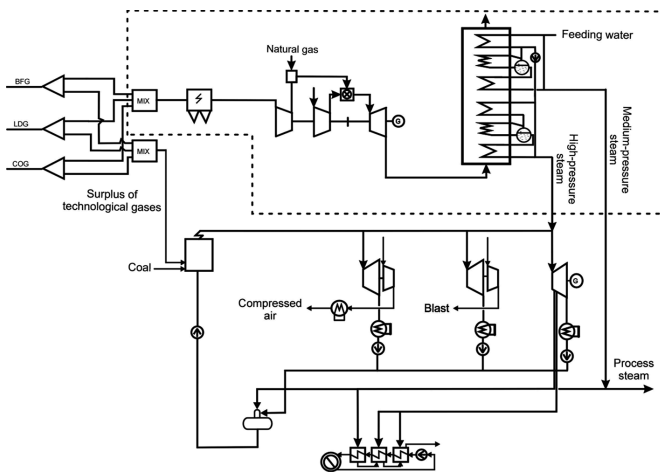 Natural gas
Feeding water
BFG
MIX
G
LDG
MIX
COG
High-pressure
steam
Medium-pressure steam
Surplus of
technological gases
Coal
G
Compressed
air
Blast
Process
steam